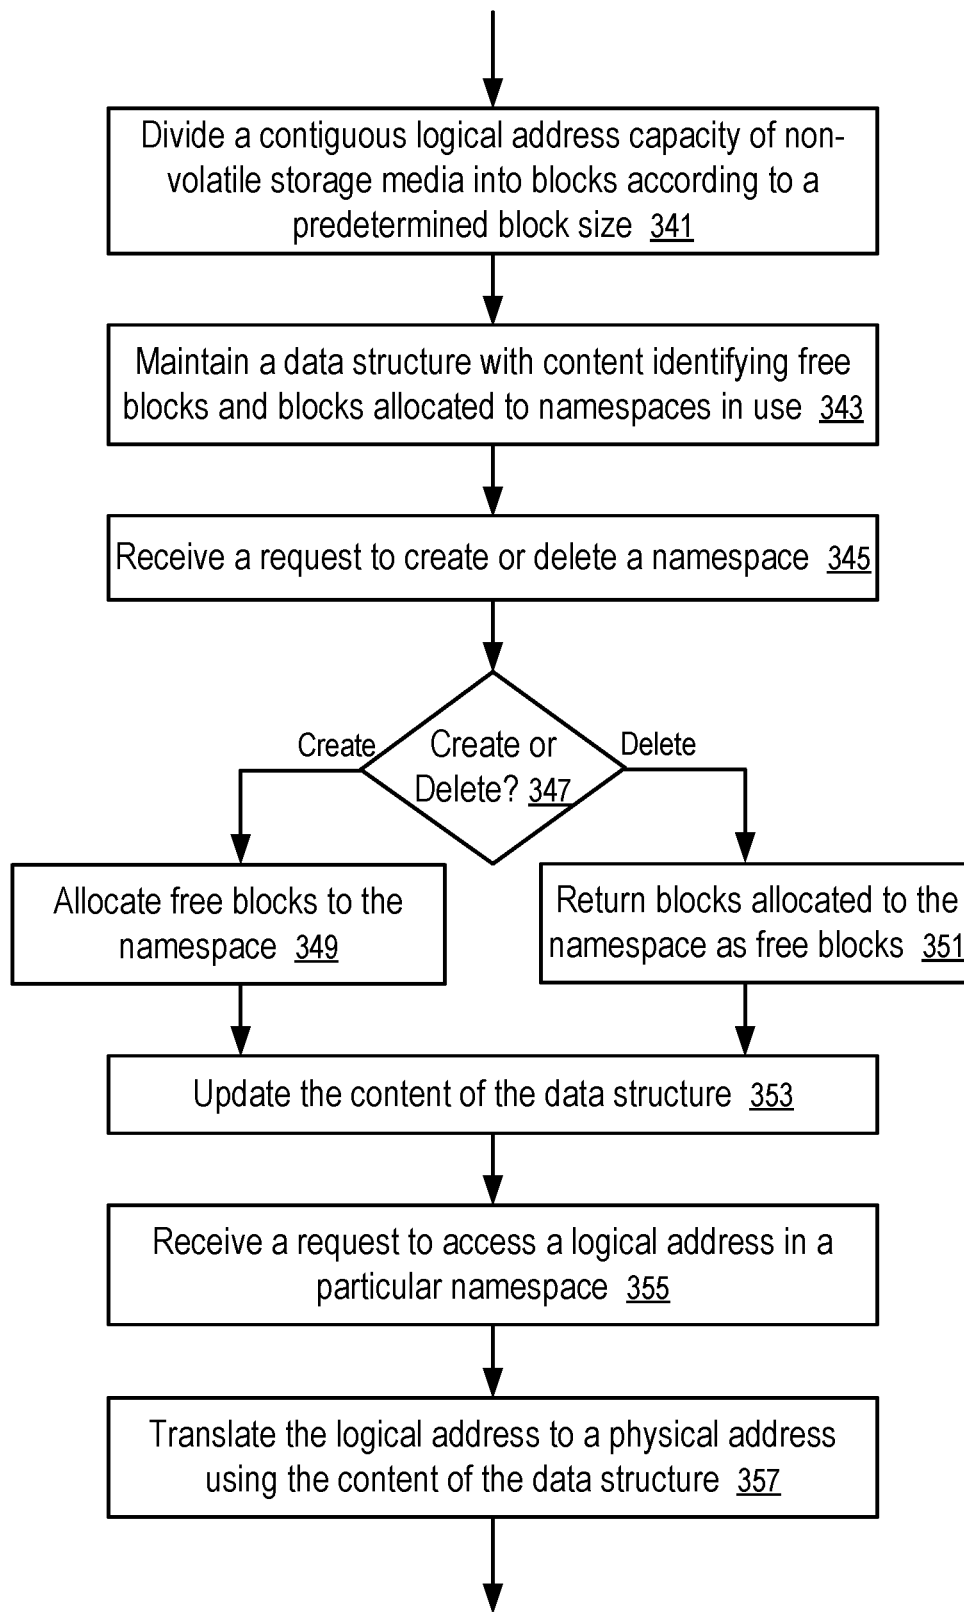 Divide a contiguous logical address capacity of non-
volatile storage media into blocks according to a
predetermined block size 341
Maintain a data structure with content identifying free
blocks and blocks allocated to namespaces in use 343
Receive a request to create or delete a namespace 345
Create
Create or
Delete? 347
Delete
Allocate free blocks to the
namespace 349
Return blocks allocated to the
namespace as free blocks 351
Update the content of the data structure 353
Receive a request to access a logical address in a
particular namespace 355
Translate the logical address to a physical address
using the content of the data structure 357